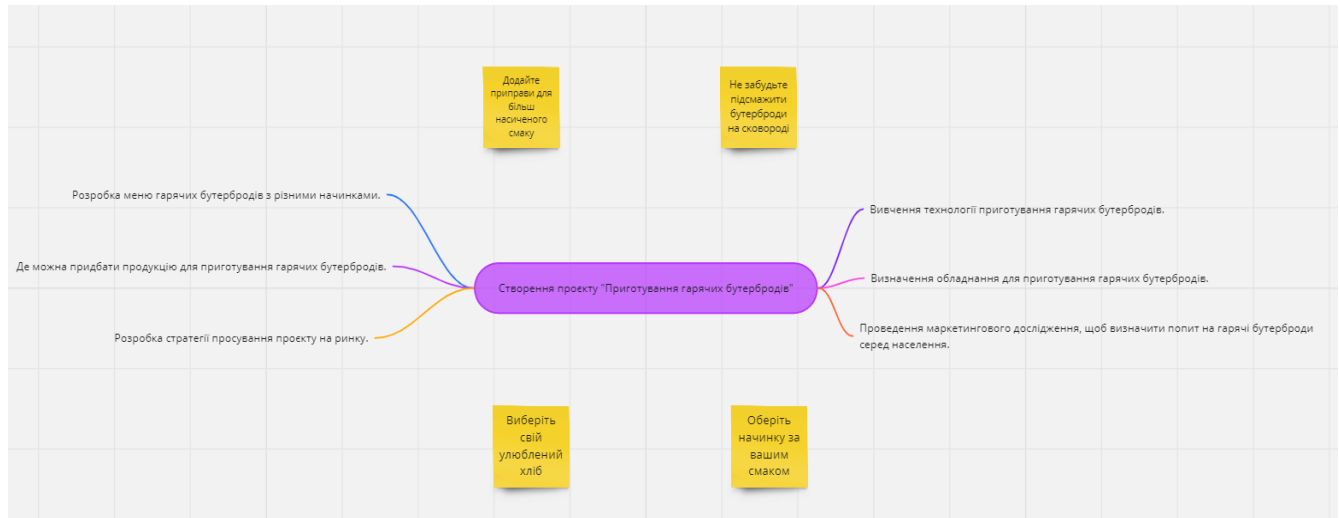 Додайте
приправи для
більш
насиченого
смаку
Не забудьте
підсмажити
бутерброди
на сковороді
Розробка меню гарячих бутербродів з різними начинками.
Вивчення технології приготування гарячих бутербродів.
Де можна придбати продукцію для приготування гарячих бутербродів.
Визначення обладнання для приготування гарячих бутербродів.
Створення проєкту "Приготування гарячих бутербродів"
Розробка стратегії просування проєкту на ринку.
Проведення маркетингового дослідження, щоб визначити попит на гарячі бутерброди
серед населення.
Виберіть
свій
улюблений
хліб
Оберіть
начинку за
вашим
смаком